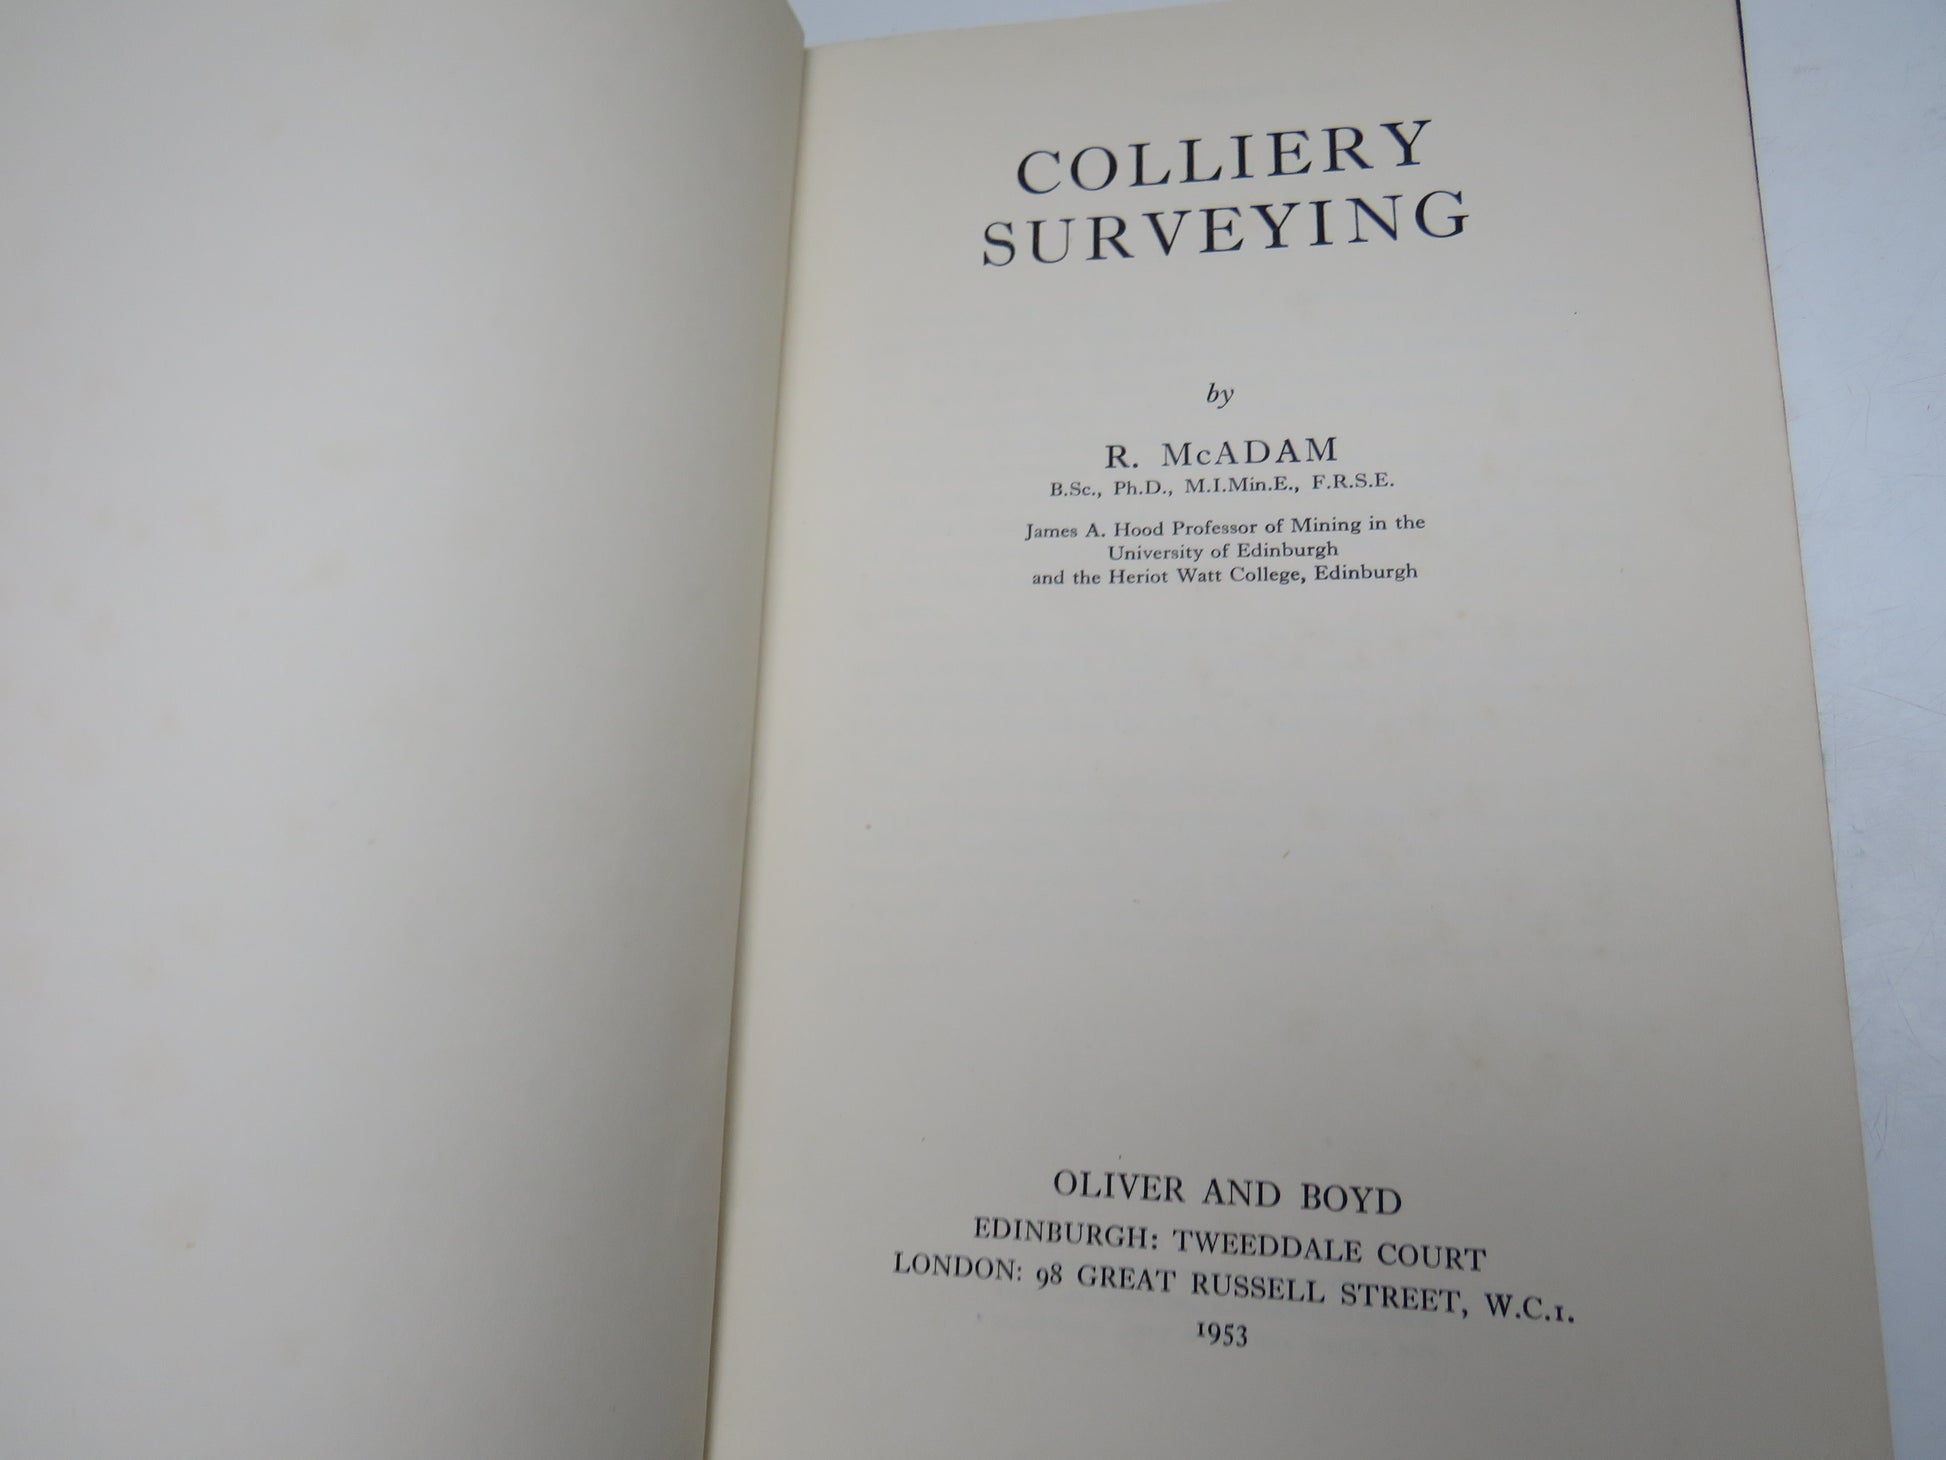 COLLIERY
SURVEYING
by
R. McADAM
B.Sc., Ph.D., M.I.Min.E., F.R.S.E.
James A. Hood Professor of Mining in the
University of Edinburgh
and the Heriot Watt College, Edinburgh
OLIVER AND BOYD
EDINBURGH: TWEEDDALE COURT
LONDON: 98 GREAT RUSSELL STREET, W.C.1.
1953